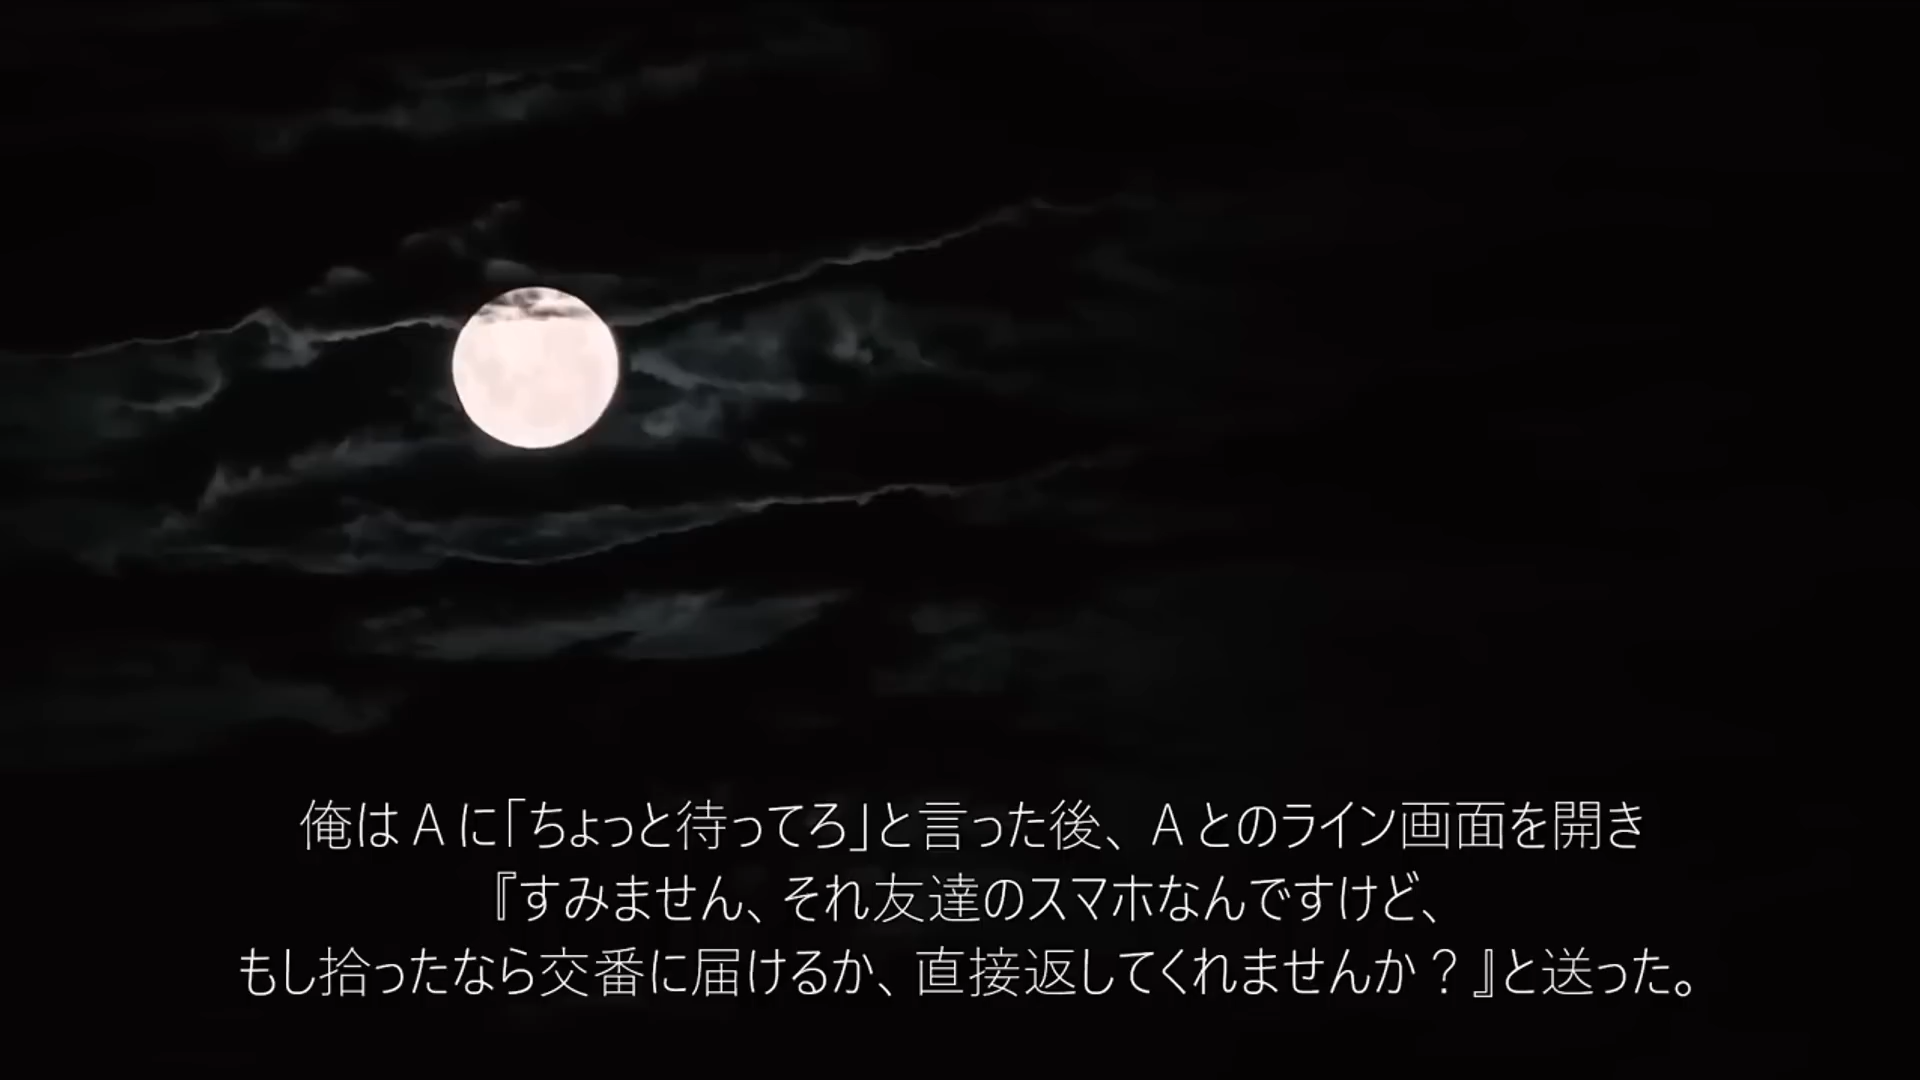 俺はAに「ちょっと待ってろ」と言った後、Aとのライン画面を開き
『すみません、それ友達のスマホなんですけど、
もし拾ったなら交番に届けるか、直接返してくれませんか？』と送った。